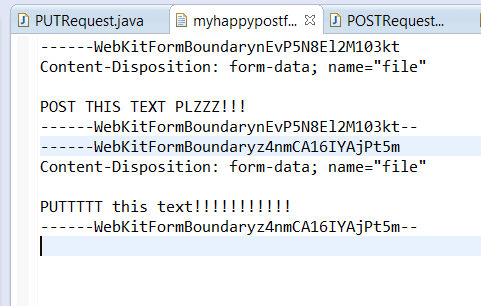 PUTRequest.java
myhappypostf...
POSTRequest...
------WebKitFormBoundarynEvP5N8El2M103kt
Content-Disposition: form-data; name="file"
POST THIS TEXT PLZZZ!!!
------WebKitFormBoundarynEvP5N8El2M103kt--
------WebKitFormBoundaryz4nmCA16IYAjPt5m
Content-Disposition: form-data; name="file"
PUTTTTT this text!!!!!!!!!!!
------WebKitFormBoundaryz4nmCA16IYAjPt5m--